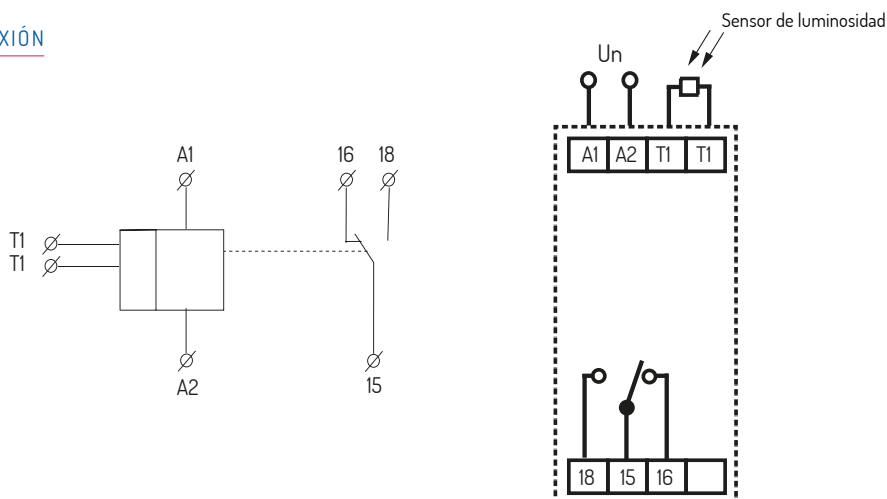 XIÓN
Sensor de luminosidad
Un
A1 A2 T1 T1
18 15 16
A1
16 18
T1
T1
A2
15